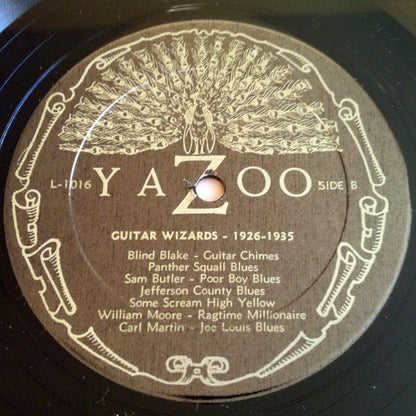 L-1016 YAZOO SIDE B
GUITAR WIZARDS - 1926-1935
Blind Blake - Guitar Chimes
Panther Squall Blues
Sam Butler - Poor Boy Blues
Jefferson County Blues
Some Scream High Yellow
William Moore - Ragtime Millionaire
Carl Martin - Joe Louis Blues